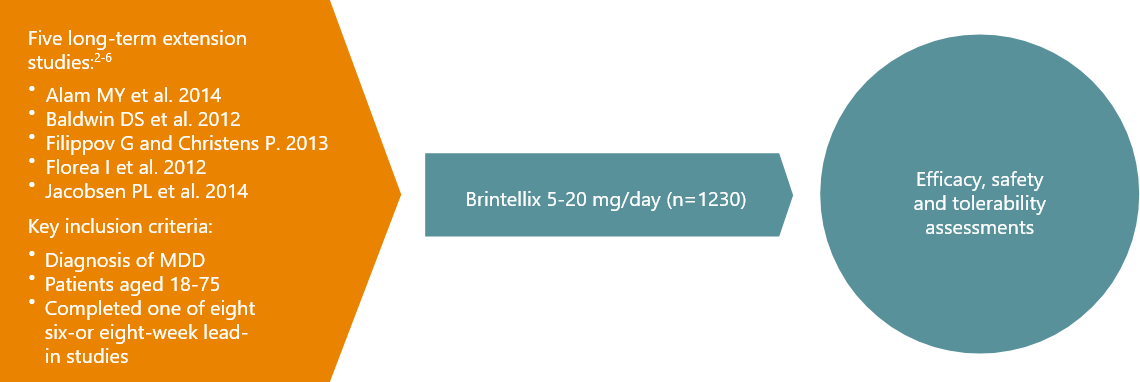 Five long-term extension
studies:2-6
• Alam MY et al. 2014
• Baldwin DS et al. 2012
• Filippov G and Christens P. 2013
• Florea I et al. 2012
• Jacobsen PL et al. 2014
Key inclusion criteria:
• Diagnosis of MDD
• Patients aged 18-75
• Completed one of eight
six-or eight-week lead-
in studies
Brintellix 5-20 mg/day (n=1230)
Efficacy, safety
and tolerability
assessments